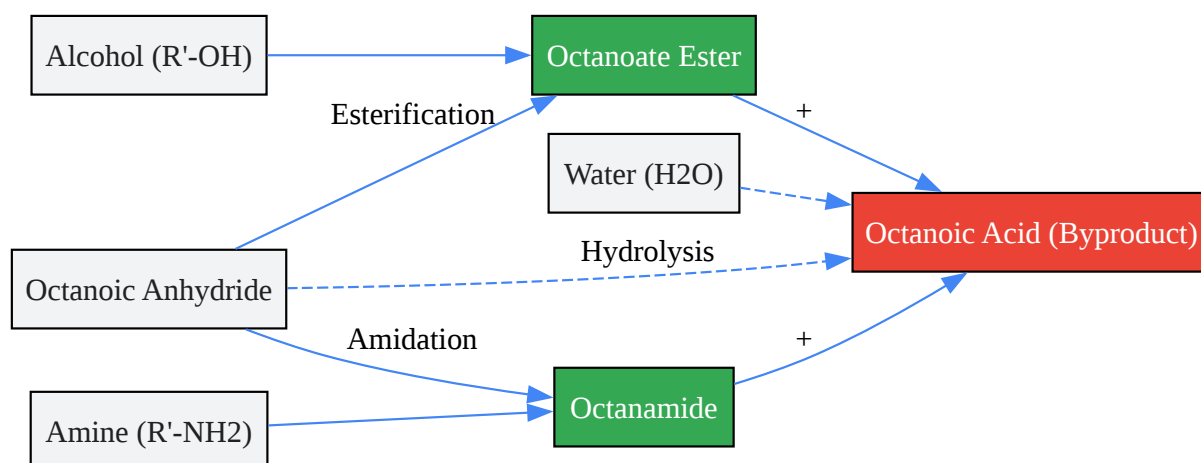 Alcohol (R'-OH)
Octanoate Ester
Esterification
+
Water (H2O)
Octanoic Acid (Byproduct)
Hydrolysis
Octanoic Anhydride
Amidation
+
Octanamide
Amine (R'-NH2)